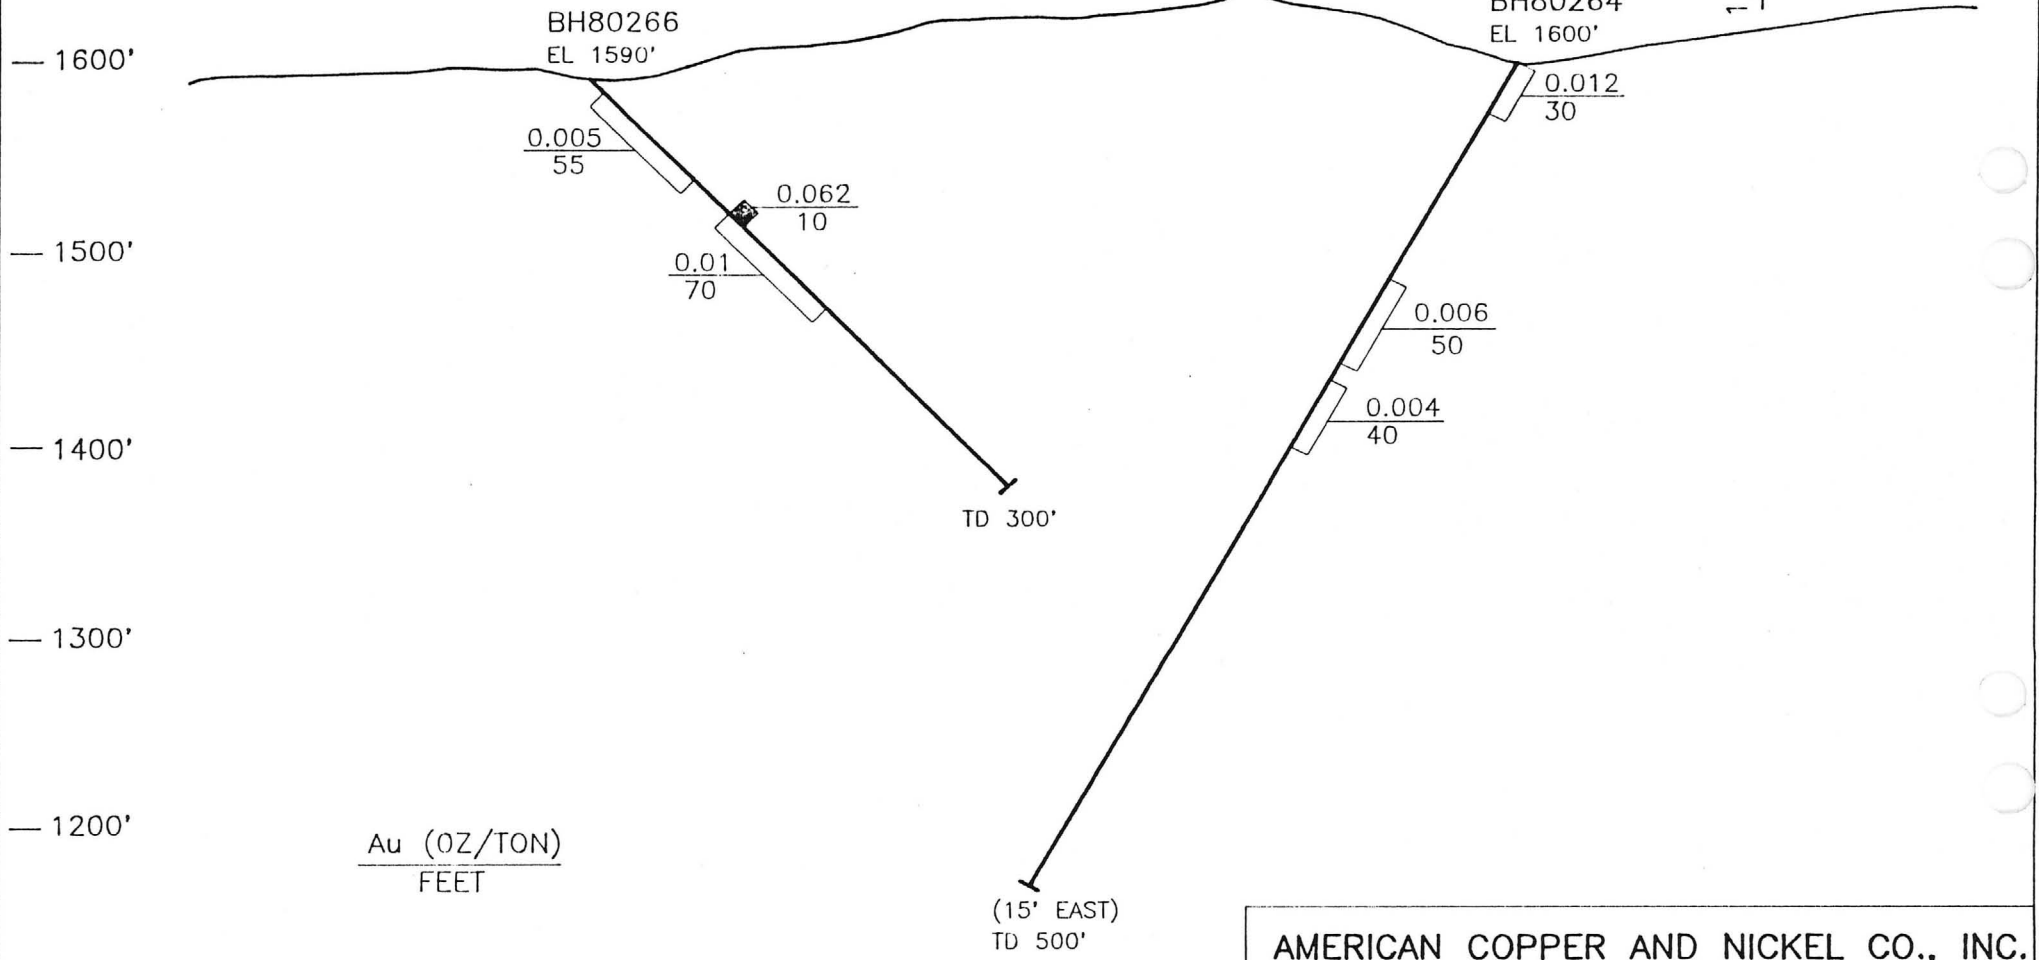 BH80266
EL 1590'
BH80264
EL 1600'
— 1600'
0.012
30
0.005
55
0.062
10
— 1500'
0.01
70
0.006
50
0.004
40
— 1400'
TD 300'
— 1300'
— 1200'
Au (OZ/TON)
FEET
(15' EAST)
TD 500'
AMERICAN COPPER AND NICKEL CO., INC.